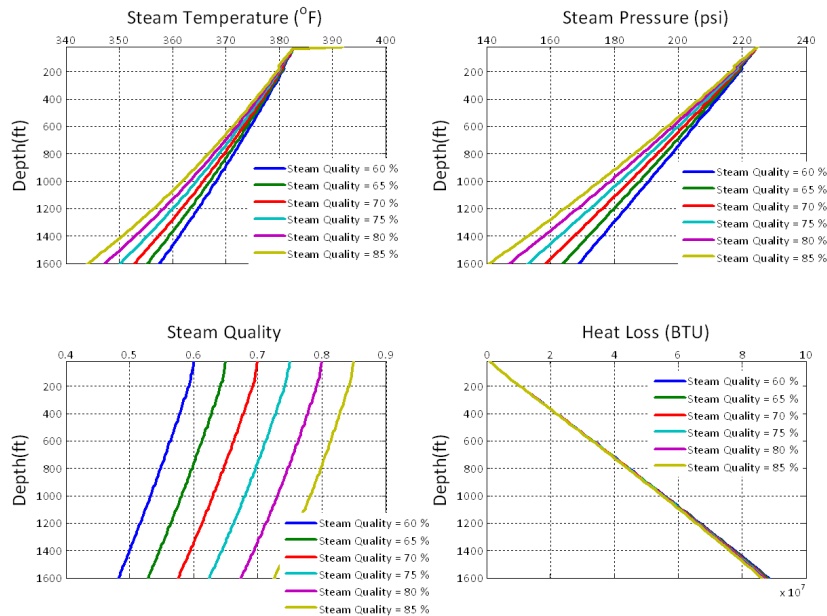 Steam Temperature (°F)
340 350 360 370 380 390 400
Depth(ft)
200
400
600
800
1000
1200
1400
1600
Steam Quality = 60 %
Steam Quality = 65 %
Steam Quality = 70 %
Steam Quality = 75 %
Steam Quality = 80 %
Steam Quality = 85 %
Steam Pressure (psi)
140 160 180 200 220 240
Depth(ft)
200
400
600
800
1000
1200
1400
1600
Steam Quality = 60 %
Steam Quality = 65 %
Steam Quality = 70 %
Steam Quality = 75 %
Steam Quality = 80 %
Steam Quality = 85 %
Steam Quality
0.4 0.5 0.6 0.7 0.8 0.9
Depth(ft)
200
400
600
800
1000
1200
1400
1600
Steam Quality = 60 %
Steam Quality = 65 %
Steam Quality = 70 %
Steam Quality = 75 %
Steam Quality = 80 %
Steam Quality = 85 %
Heat Loss (BTU)
0 2 4 6 8 10
Depth(ft)
200
400
600
800
1000
1200
1400
1600
Steam Quality = 60 %
Steam Quality = 65 %
Steam Quality = 70 %
Steam Quality = 75 %
Steam Quality = 80 %
Steam Quality = 85 %
x 10⁷